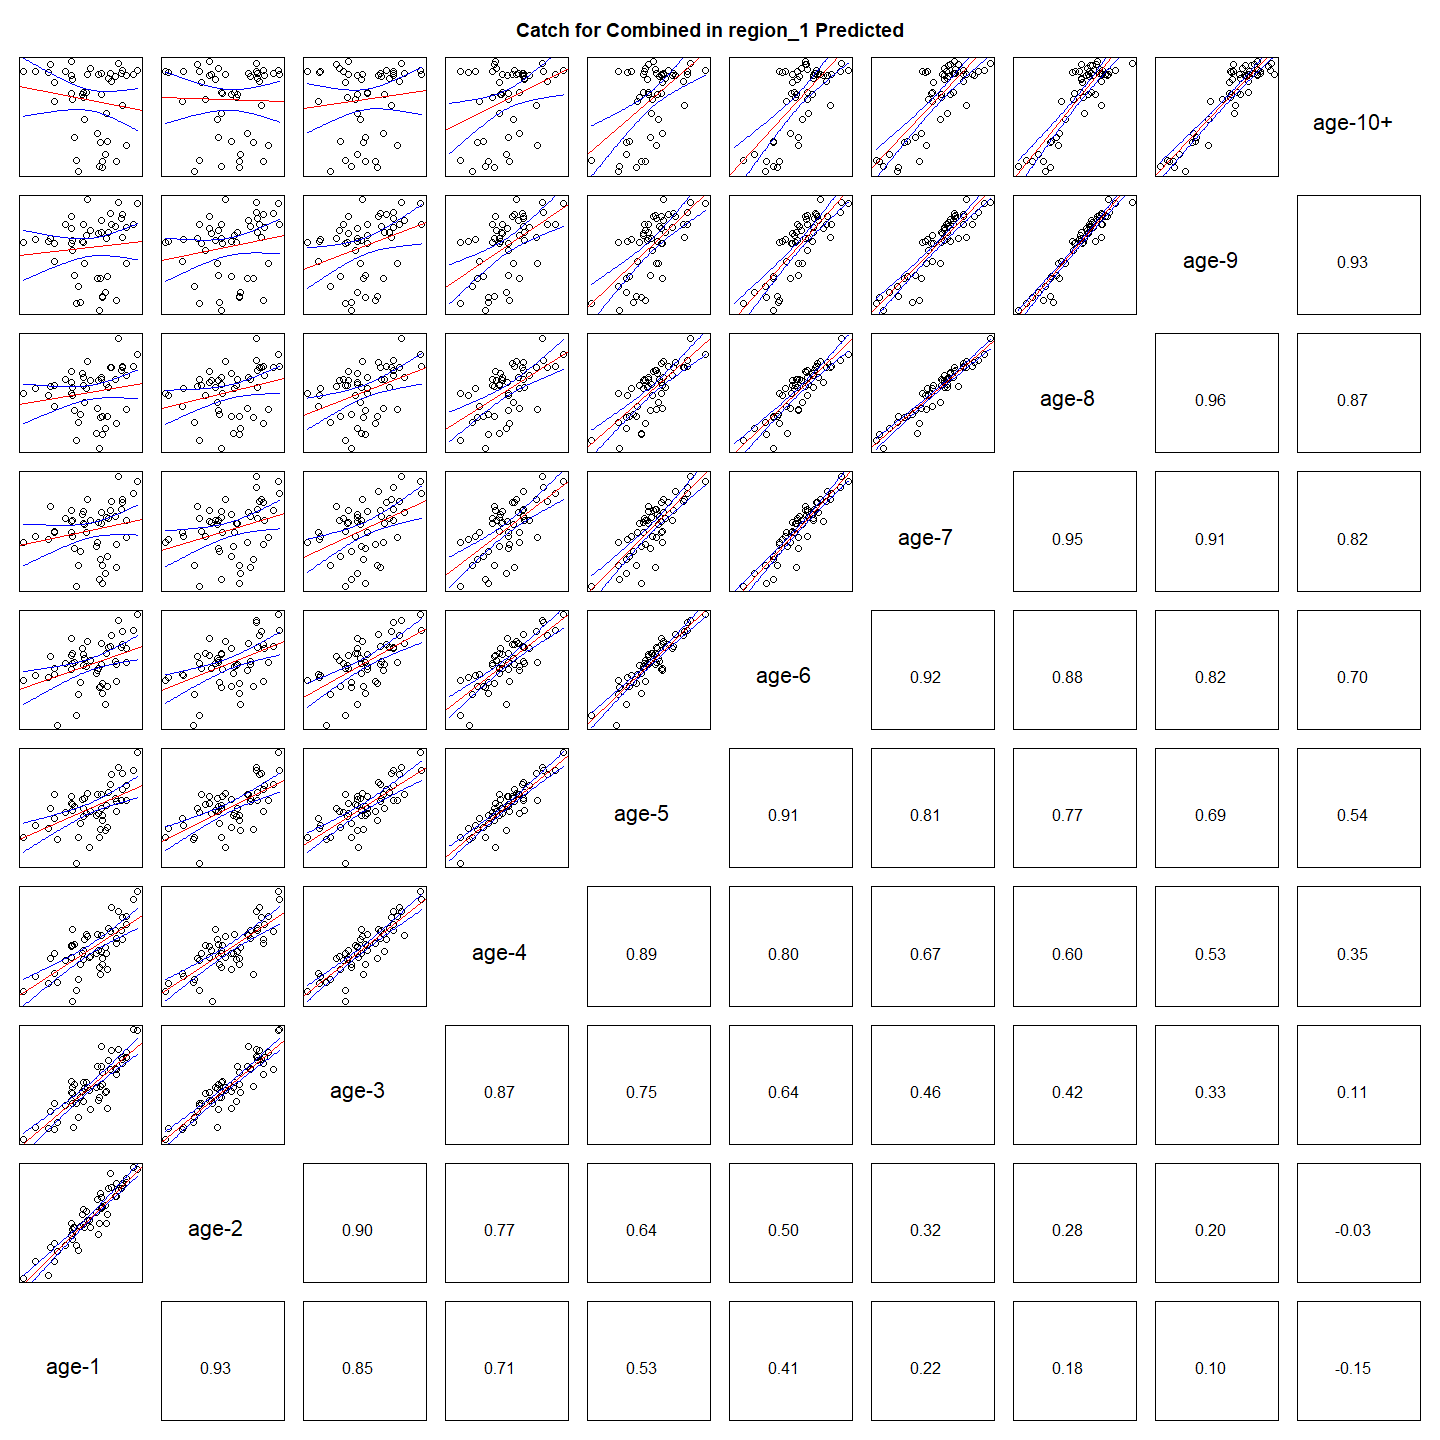 Catch for Combined in region_1 Predicted
age-10+
age-9 0.93
age-8 0.96 0.87
age-7 0.95 0.91 0.82
age-6 0.92 0.88 0.82 0.70
age-5 0.91 0.81 0.77 0.69 0.54
age-4 0.89 0.80 0.67 0.60 0.53 0.35
age-3 0.87 0.75 0.64 0.46 0.42 0.33 0.11
age-2 0.90 0.77 0.64 0.50 0.32 0.28 0.20 -0.03
age-1 0.93 0.85 0.71 0.53 0.41 0.22 0.18 0.10 -0.15